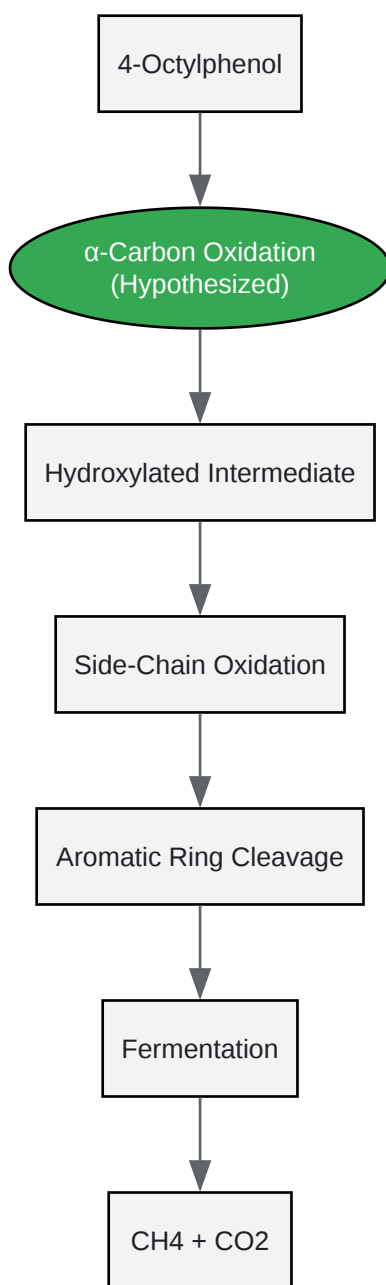 4-Octylphenol
α-Carbon Oxidation
(Hypothesized)
Hydroxylated Intermediate
Side-Chain Oxidation
Aromatic Ring Cleavage
Fermentation
CH4 + CO2